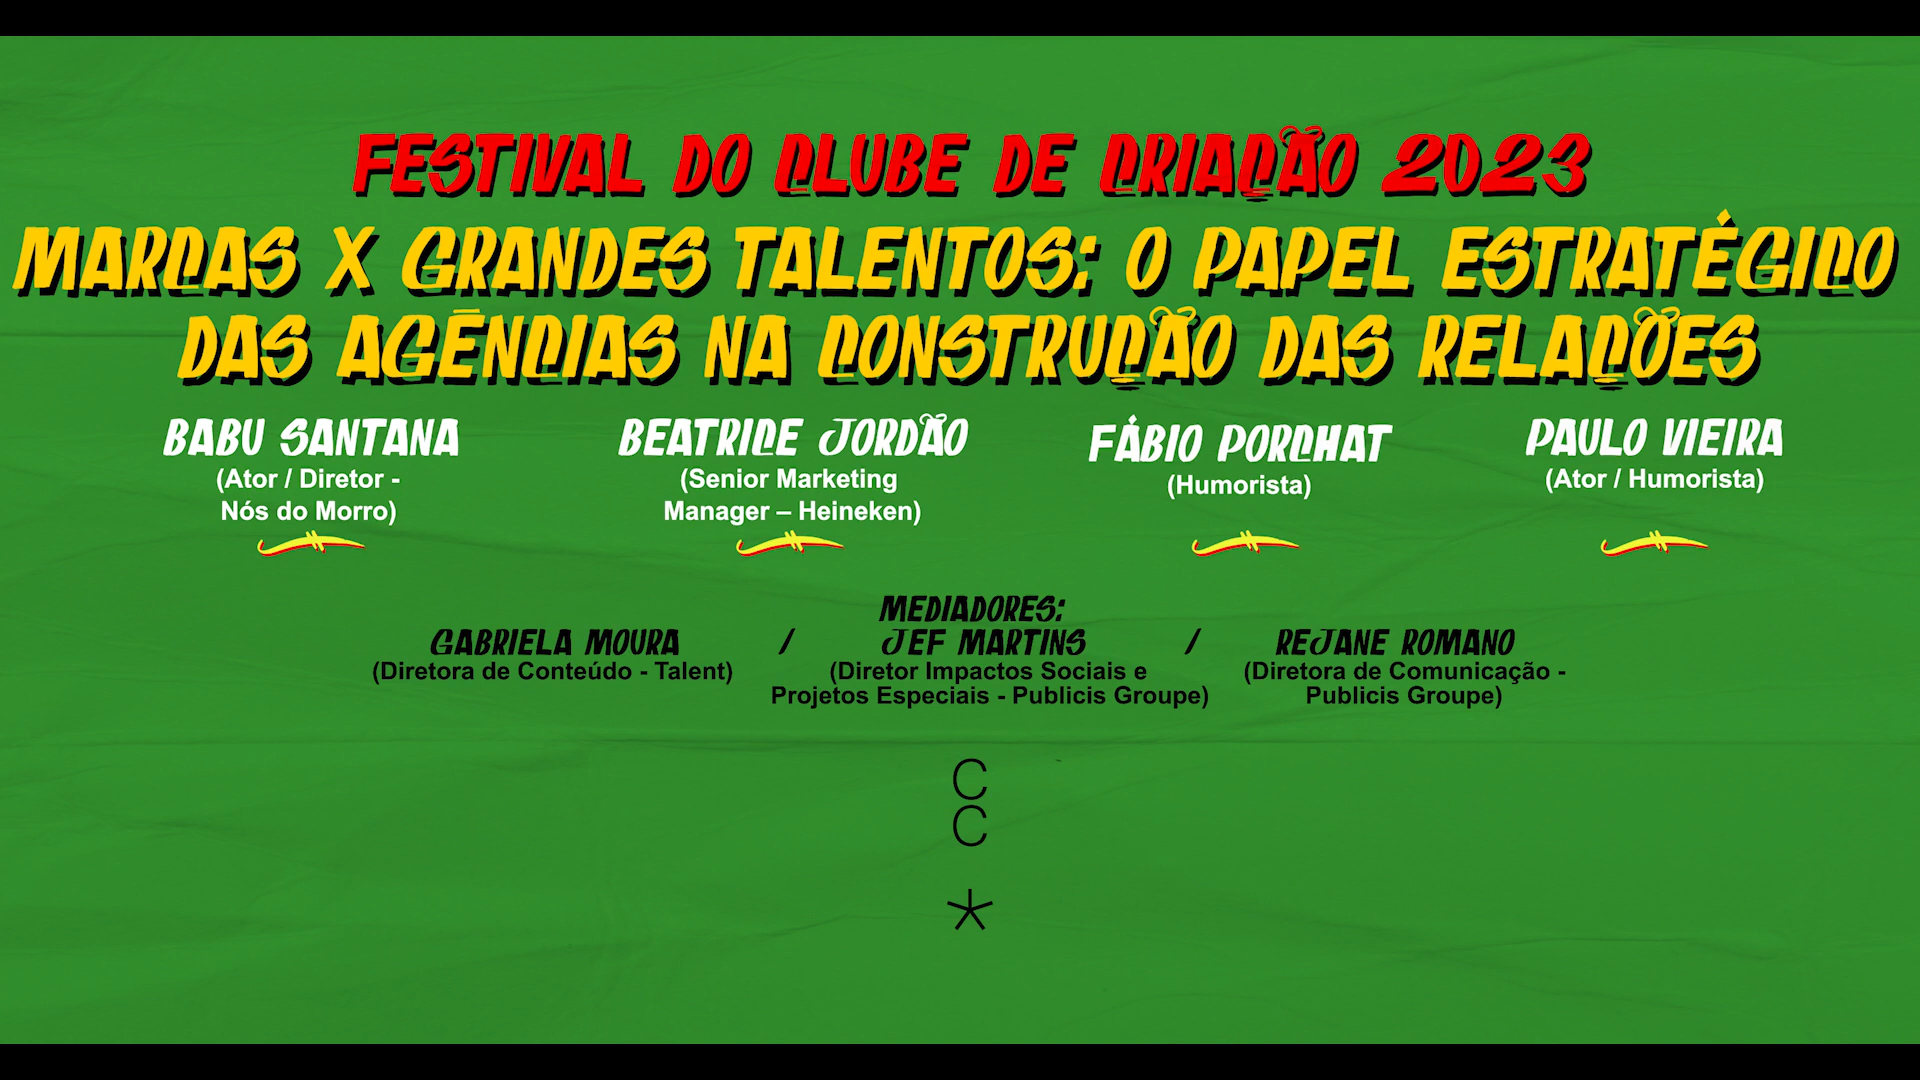 FESTIVAL DO CLUBE DE CRIAÇÃO 2023
MARCAS X GRANDES TALENTOS: O PAPEL ESTRATÉGICO
DAS AGÊNCIAS NA CONSTRUÇÃO DAS RELAÇÕES
BABU SANTANA
(Ator / Diretor -
Nós do Morro)
BEATRICE JORDÃO
(Senior Marketing
Manager – Heineken)
FÁBIO PORCHAT
(Humorista)
PAULO VIEIRA
(Ator / Humorista)
MEDIADORES:
GABRIELA MOURA / JEF MARTINS / REJANE ROMANO
(Diretora de Conteúdo - Talent)
(Diretor Impactos Sociais e
Projetos Especiais - Publicis Groupe)
(Diretora de Comunicação -
Publicis Groupe)
C
C
*